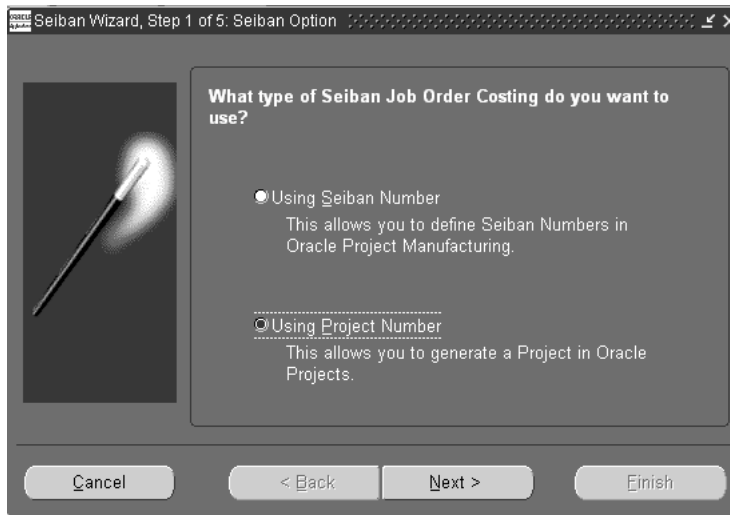 Seiban Wizard, Step 1 of 5: Seiban Option
What type of Seiban Job Order Costing do you want to
use?
Using Seiban Number
This allows you to define Seiban Numbers in
Oracle Project Manufacturing.
Using Project Number
This allows you to generate a Project in Oracle
Projects.
Cancel
< Back
Next >
Finish